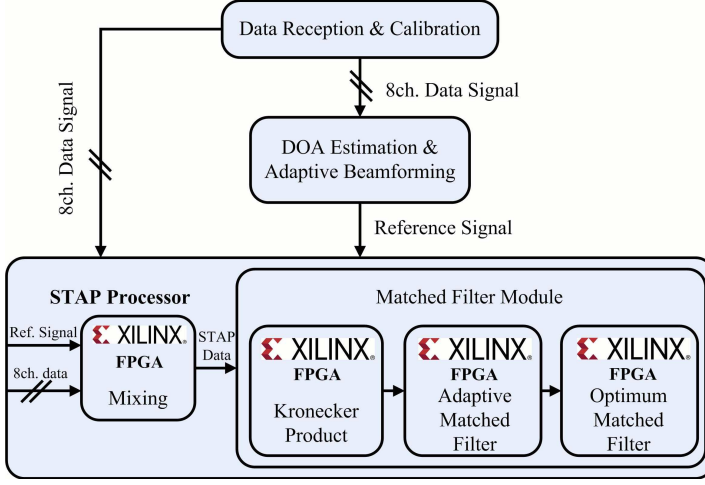 Data Reception & Calibration
8ch. Data Signal
8ch. Data Signal
DOA Estimation &
Adaptive Beamforming
Reference Signal
STAP Processor
Matched Filter Module
Ref. Signal
8ch. data
XILINX®
FPGA
Mixing
STAP
Data
XILINX®
FPGA
Kronecker
Product
XILINX®
FPGA
Adaptive
Matched
Filter
XILINX®
FPGA
Optimum
Matched
Filter